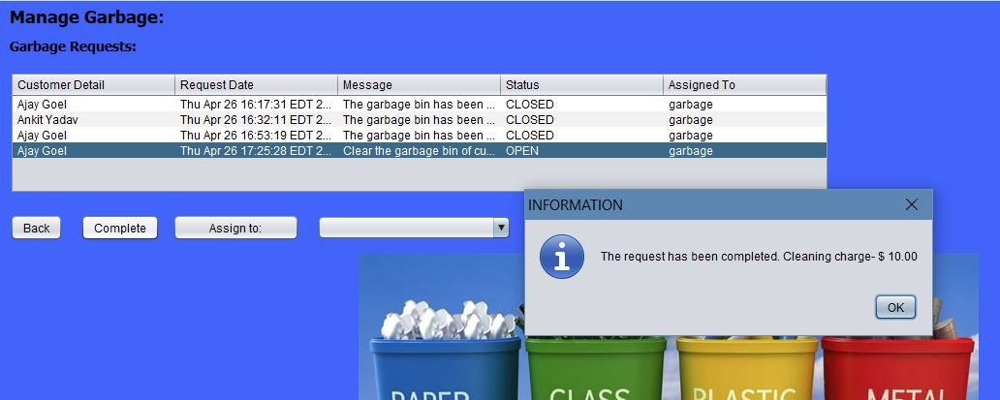 Manage Garbage:
Garbage Requests:
Customer Detail Request Date Message Status Assigned To
Ajay Goel Thu Apr 26 16:17:31 EDT 2... The garbage bin has been ... CLOSED garbage
Ankit Yadav Thu Apr 26 16:32:11 EDT 2... The garbage bin has been ... CLOSED garbage
Ajay Goel Thu Apr 26 16:53:19 EDT 2... The garbage bin has been ... CLOSED garbage
Ajay Goel Thu Apr 26 17:25:28 EDT 2... Clear the garbage bin of cu... OPEN garbage
Back Complete Assign to:
INFORMATION
The request has been completed. Cleaning charge- $ 10.00
OK
PAPER GLASS PLASTIC METAL